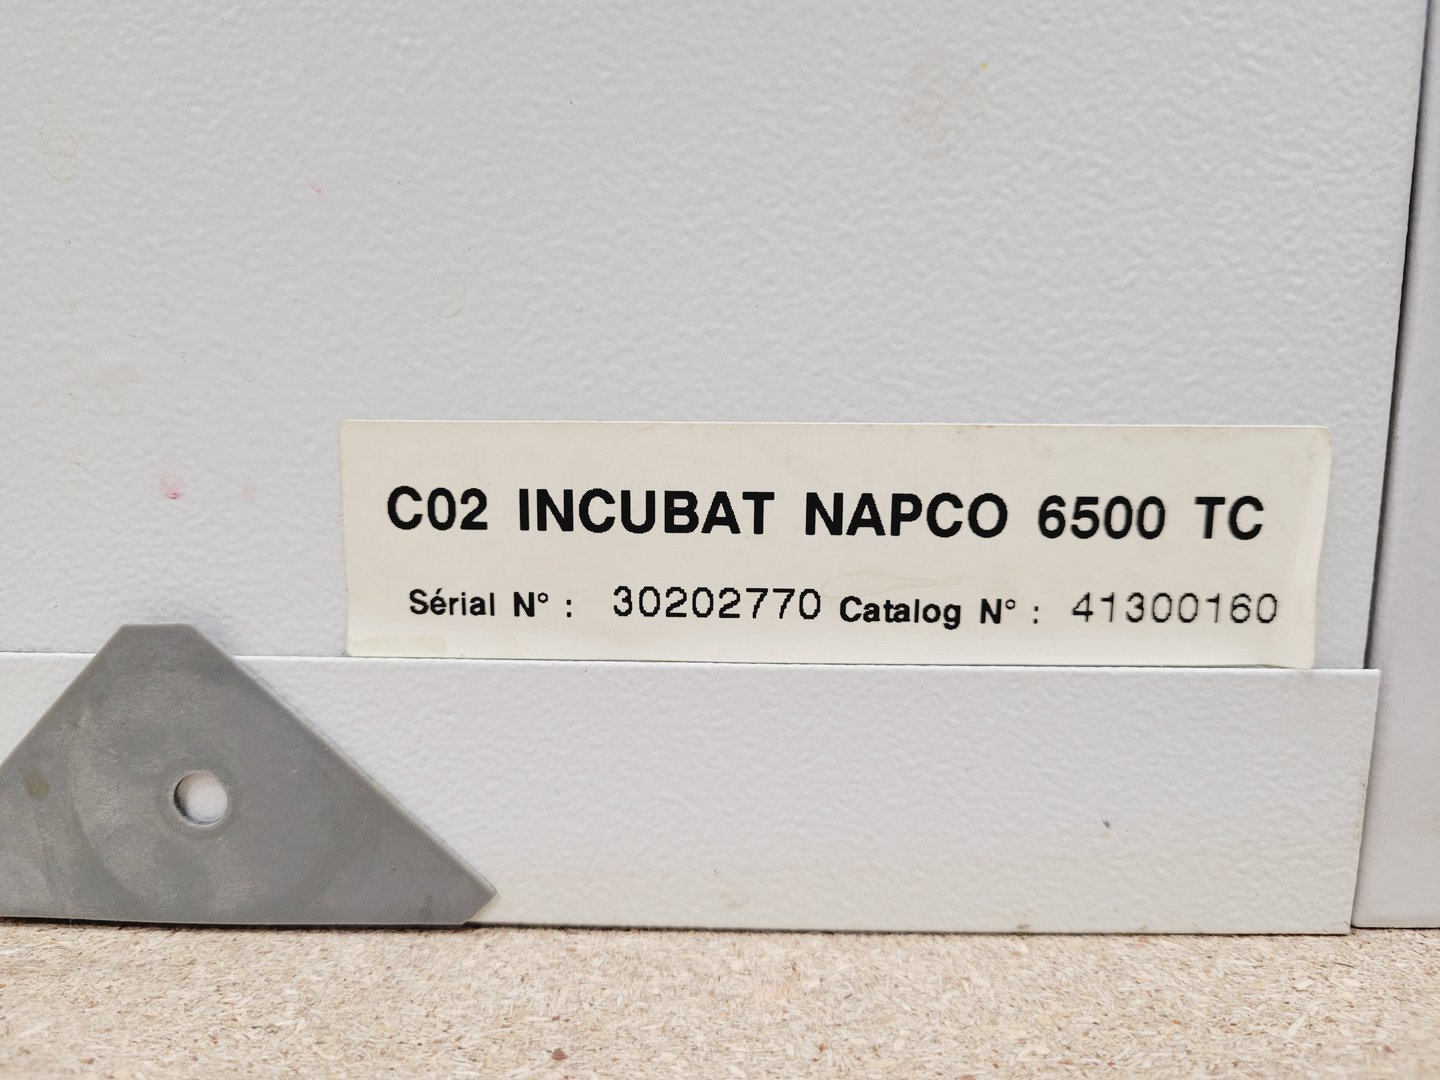 C02 INCUBAT NAPCO 6500 TC
Sérial N° : 30202770 Catalog N° : 41300160